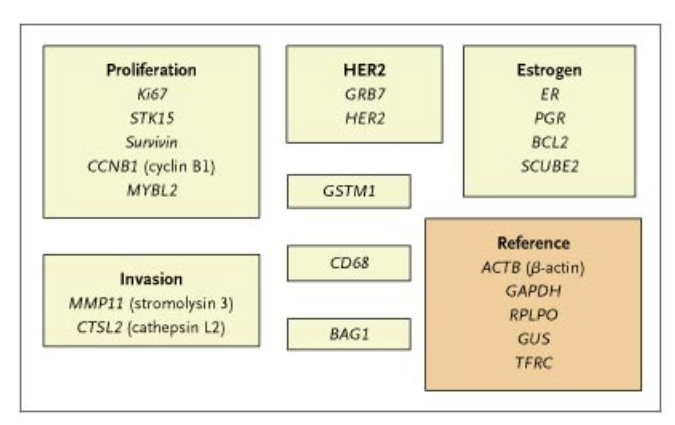 Proliferation
Ki67
STK15
Survivin
CCNB1 (cyclin B1)
MYBL2
HER2
GRB7
HER2
Estrogen
ER
PGR
BCL2
SCUBE2
GSTM1
Invasion
MMP11 (stromolysin 3)
CTSL2 (cathepsin L2)
CD68
BAG1
Reference
ACTB (β-actin)
GAPDH
RPLPO
GUS
TFRC